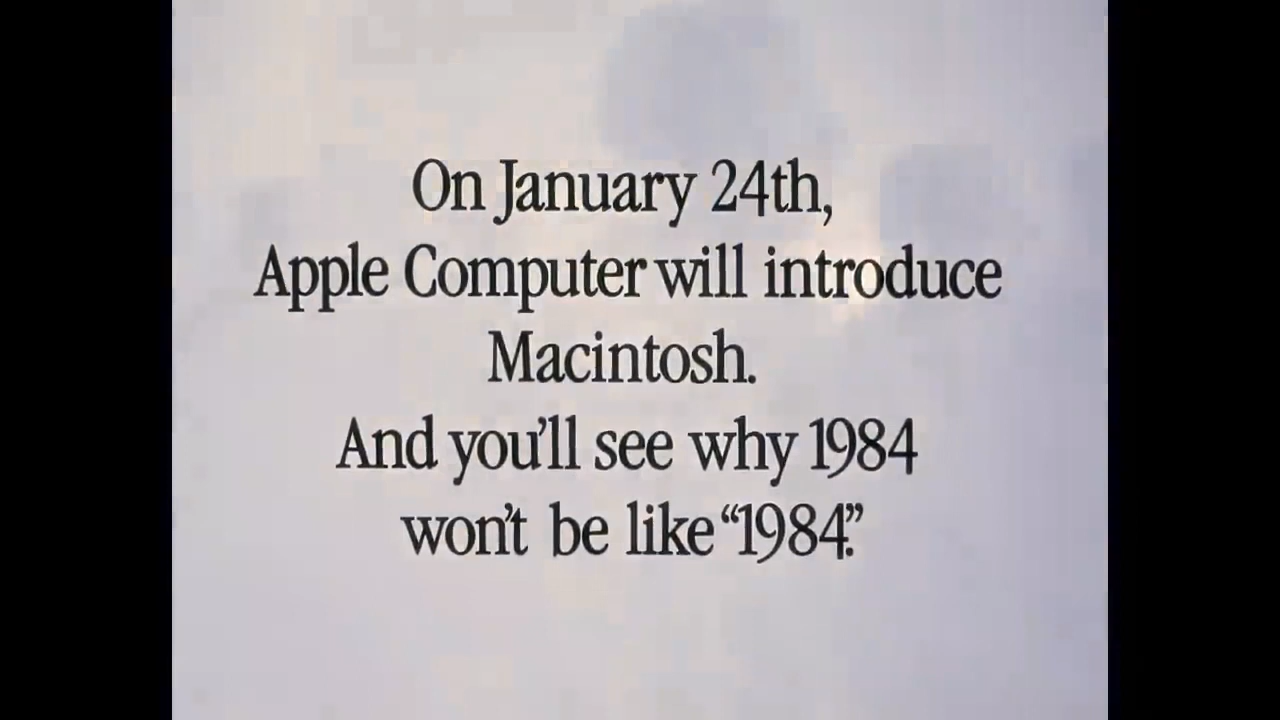 On January 24th,
Apple Computer will introduce
Macintosh.
And you’ll see why 1984
won’t be like “1984.”